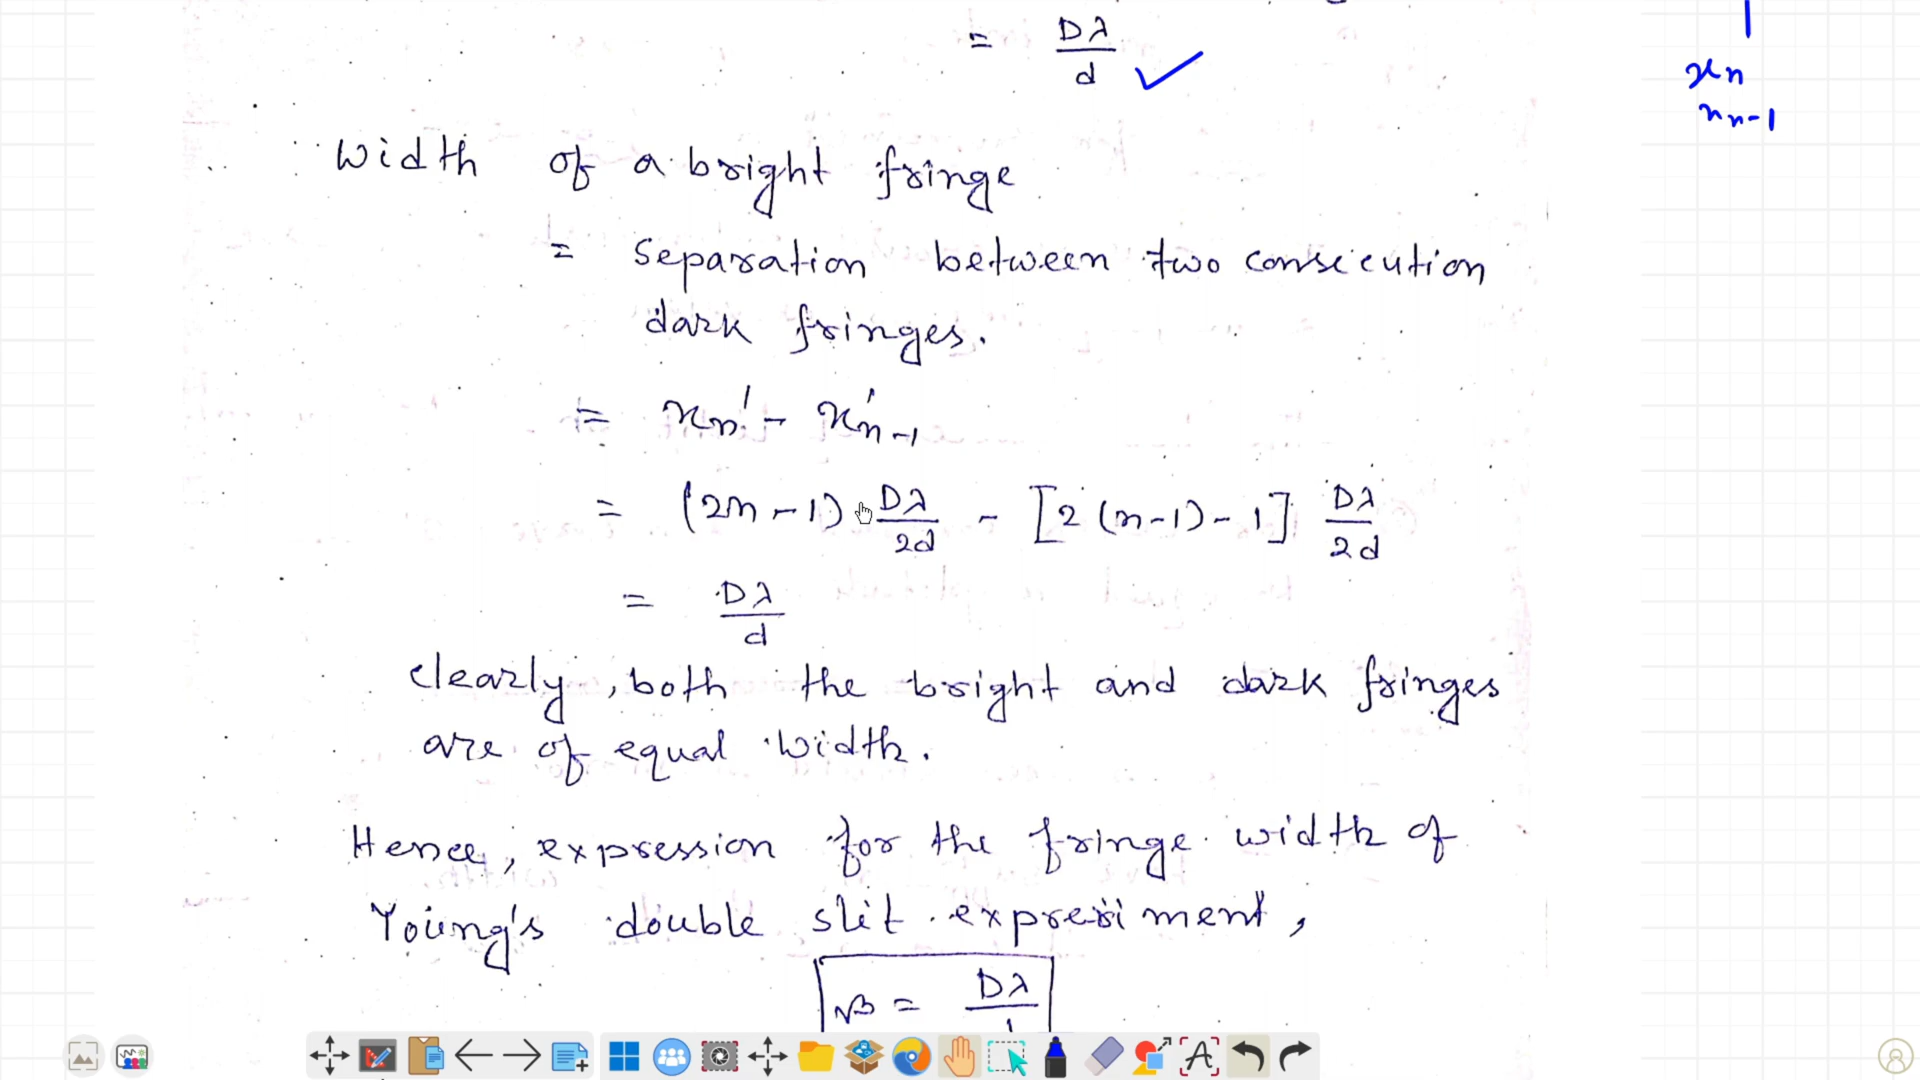 = Dλ/d ✓
xn
xn-1
Width of a bright fringe
= Separation between two consecution
dark fringes.
= xn' - x'n-1
= (2n-1) Dλ/2d - [2(n-1)-1] Dλ/2d
= Dλ/d
clearly, both the bright and dark fringes
are of equal width.
Hence, expression for the fringe width of
Young's double slit experiment,
β = Dλ